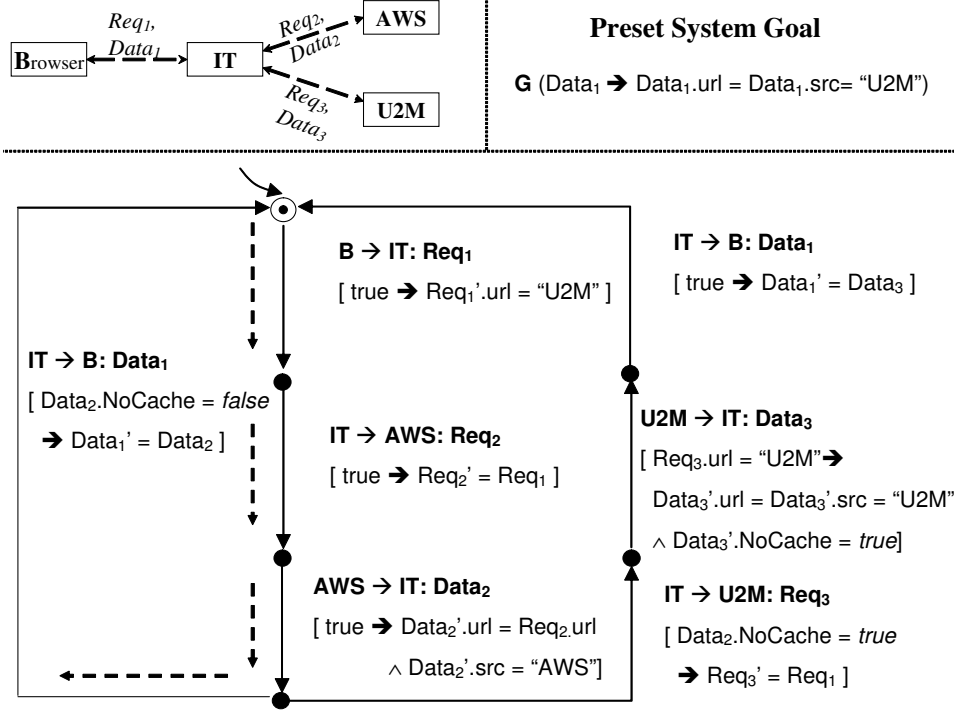 Req₁,
Data₁
Browser
IT
Req₂,
Data₂
AWS
Req₃,
Data₃
U2M
Preset System Goal
G (Data₁ ➔ Data₁.url = Data₁.src= “U2M”)
B → IT: Req₁
[ true ➔ Req₁’.url = “U2M” ]
IT → B: Data₁
[ Data₂.NoCache = false
➔ Data₁’ = Data₂ ]
IT → AWS: Req₂
[ true ➔ Req₂’ = Req₁ ]
AWS → IT: Data₂
[ true ➔ Data₂’.url = Req₂.url
∧ Data₂’.src = “AWS”]
IT → B: Data₁
[ true ➔ Data₁’ = Data₃ ]
U2M → IT: Data₃
[ Req₃.url = “U2M”➔
Data₃’.url = Data₃’.src = “U2M”
∧ Data₃’.NoCache = true]
IT → U2M: Req₃
[ Data₂.NoCache = true
➔ Req₃’ = Req₁ ]